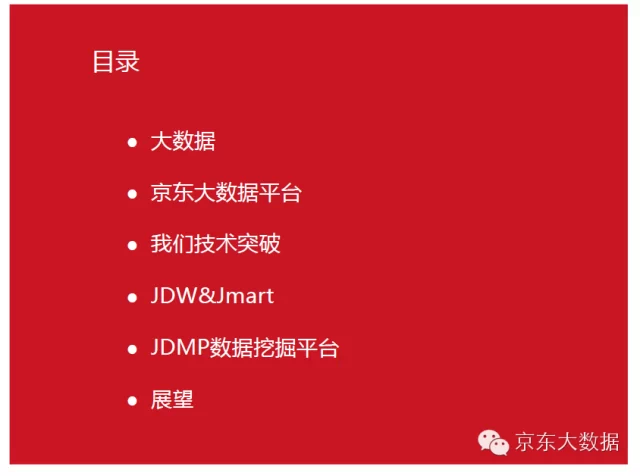 目录
大数据
京东大数据平台
我们技术突破
JDW&Jmart
JDMP数据挖掘平台
展望
京东大数据